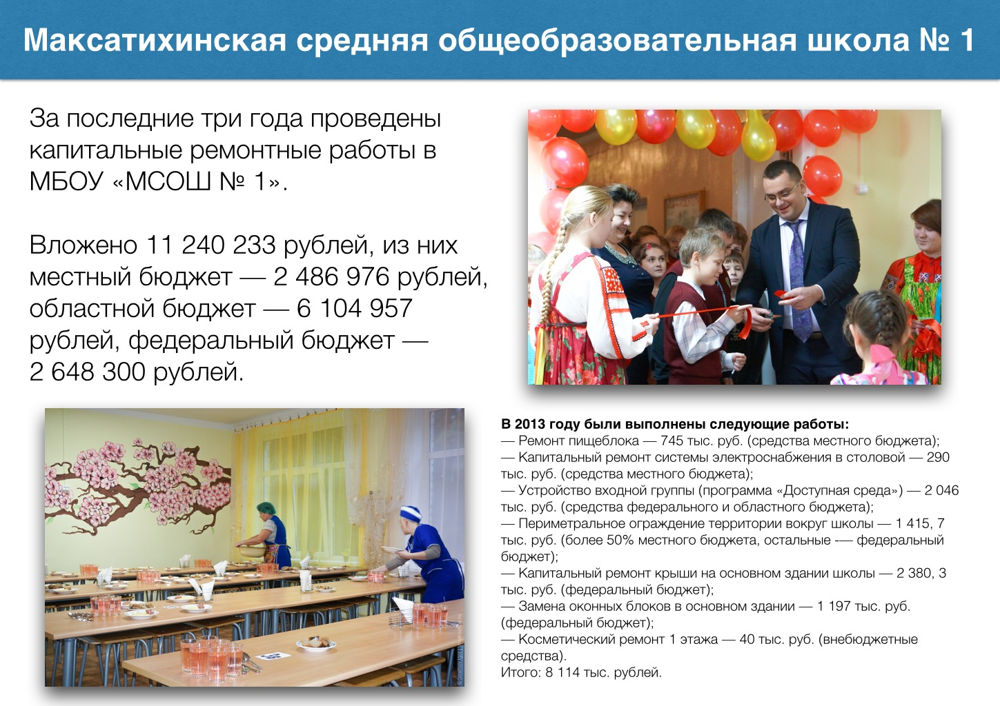 Максатихинская средняя общеобразовательная школа № 1
За последние три года проведены
капитальные ремонтные работы в
МБОУ «МСОШ № 1».
Вложено 11 240 233 рублей, из них
местный бюджет — 2 486 976 рублей,
областной бюджет — 6 104 957
рублей, федеральный бюджет —
2 648 300 рублей.
В 2013 году были выполнены следующие работы:
— Ремонт пищеблока — 745 тыс. руб. (средства местного бюджета);
— Капитальный ремонт системы электроснабжения в столовой — 290
тыс. руб. (средства местного бюджета);
— Устройство входной группы (программа «Доступная среда») — 2 046
тыс. руб. (средства федерального и областного бюджета);
— Периметральное ограждение территории вокруг школы — 1 415, 7
тыс. руб. (более 50% местного бюджета, остальные -— федеральный
бюджет);
— Капитальный ремонт крыши на основном здании школы — 2 380, 3
тыс. руб. (федеральный бюджет);
— Замена оконных блоков в основном здании — 1 197 тыс. руб.
(федеральный бюджет);
— Косметический ремонт 1 этажа — 40 тыс. руб. (внебюджетные
средства).
Итого: 8 114 тыс. рублей.